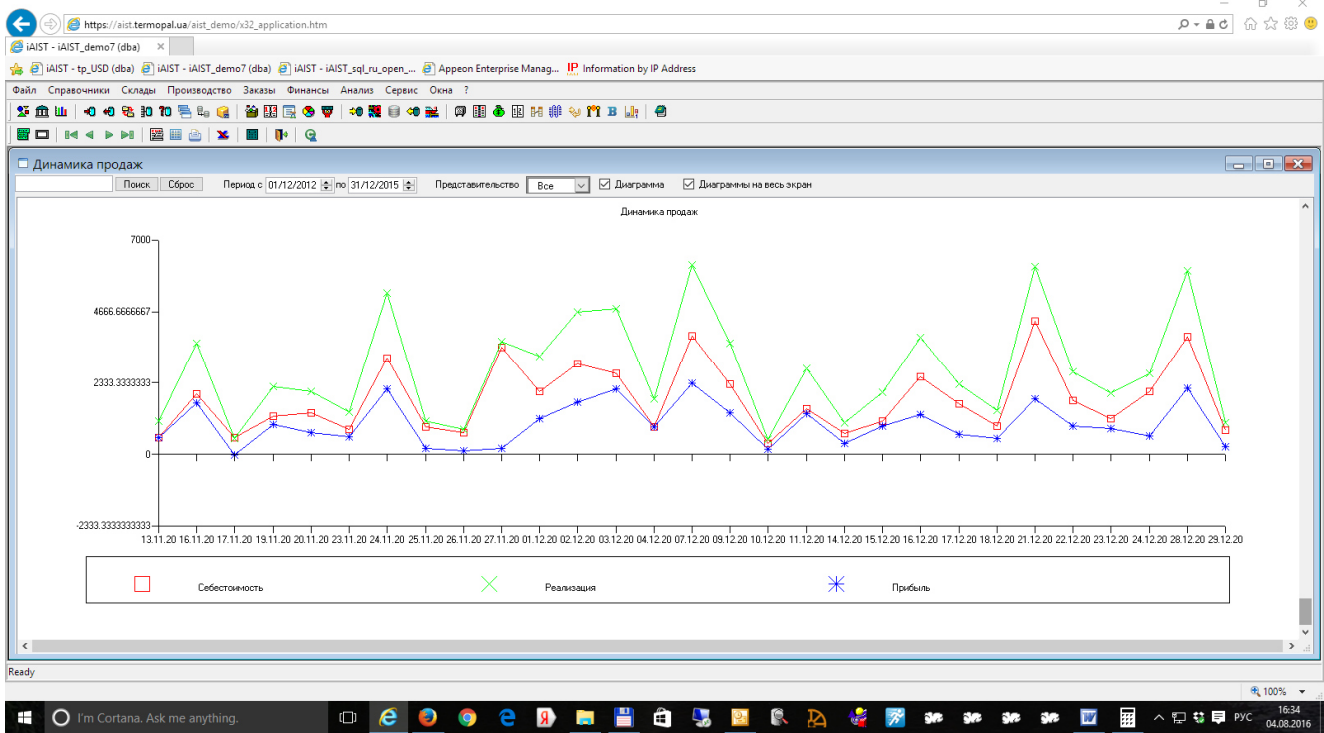 https://aist.termopal.ua/aist_demo/x32_application.htm
iAIST - iAIST_demo7 (dba)
iAIST - tp_USD (dba) iAIST - iAIST_demo7 (dba) iAIST - iAIST_sql_ru_open_... Appeon Enterprise Manag... IP Information by IP Address
Файл Справочники Склады Производство Заказы Финансы Анализ Сервис Окна ?
Динамика продаж
Поиск Сброс Период с 01/12/2012 по 31/12/2015 Представительство Все Диаграмма Диаграммы на весь экран
Динамика продаж
7000
4666.6666667
2333.3333333
0
-2333.3333333333
13.11.20 16.11.20 17.11.20 19.11.20 20.11.20 23.11.20 24.11.20 25.11.20 26.11.20 27.11.20 01.12.20 02.12.20 03.12.20 04.12.20 07.12.20 09.12.20 10.12.20 11.12.20 14.12.20 15.12.20 16.12.20 17.12.20 18.12.20 21.12.20 22.12.20 23.12.20 24.12.20 28.12.20 29.12.20
Себестоимость Реализация Прибыль
Ready
100%
I'm Cortana. Ask me anything.
РУС 16:34
04.08.2016